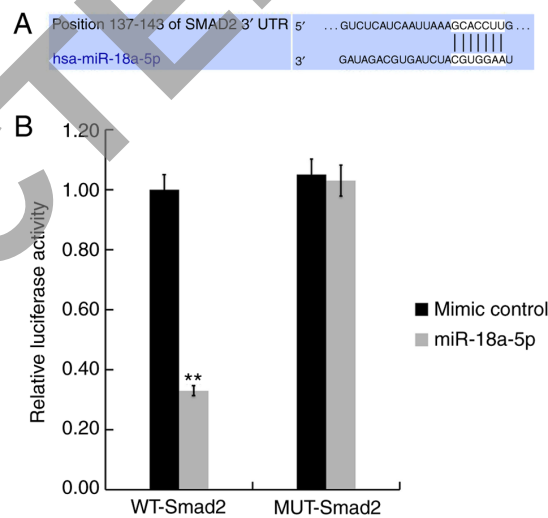 A
Position 137-143 of SMAD2 3′ UTR 5′ ...GUCUCAUCAAUUAAAGCACCUUG...
hsa-miR-18a-5p 3′ GAUAGACGUGAUCUACGUGGAAU
B
1.20
1.00
0.80
0.60
0.40
0.20
0.00
Relative luciferase activity
**
WT-Smad2
MUT-Smad2
Mimic control
miR-18a-5p